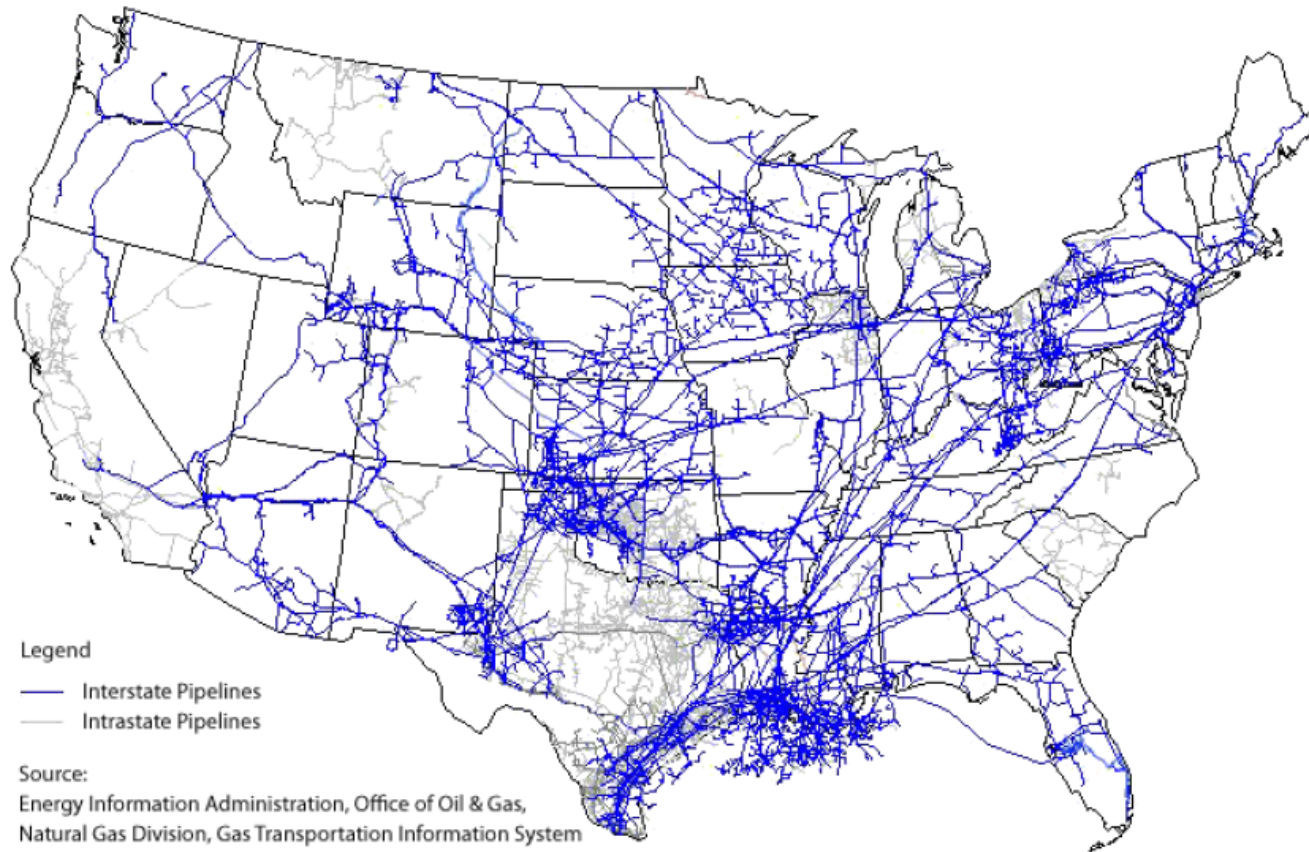 Legend
Interstate Pipelines
Intrastate Pipelines
Source:
Energy Information Administration, Office of Oil & Gas,
Natural Gas Division, Gas Transportation Information System